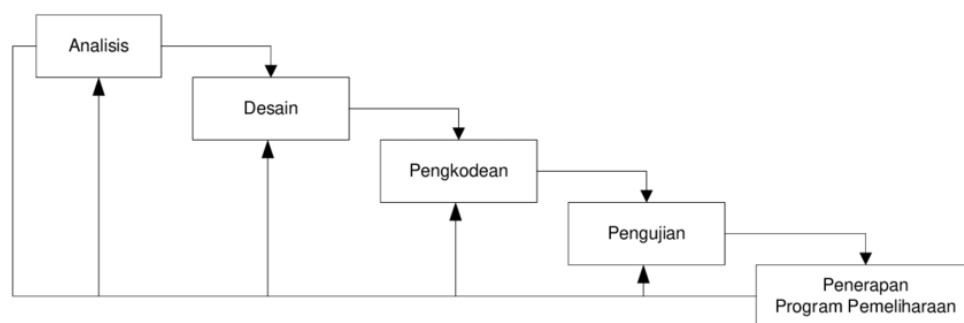 Analisis
Desain
Pengkodean
Pengujian
Penerapan
Program Pemeliharaan